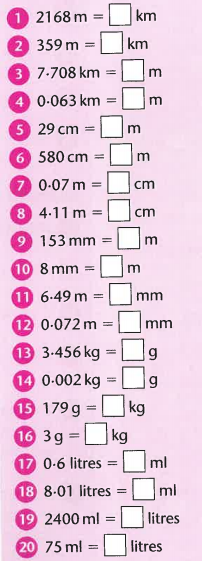 1 2168 m = □ km
2 359 m = □ km
3 7·708 km = □ m
4 0·063 km = □ m
5 29 cm = □ m
6 580 cm = □ m
7 0·07 m = □ cm
8 4·11 m = □ cm
9 153 mm = □ m
10 8 mm = □ m
11 6·49 m = □ mm
12 0·072 m = □ mm
13 3·456 kg = □ g
14 0·002 kg = □ g
15 179 g = □ kg
16 3 g = □ kg
17 0·6 litres = □ ml
18 8·01 litres = □ ml
19 2400 ml = □ litres
20 75 ml = □ litres